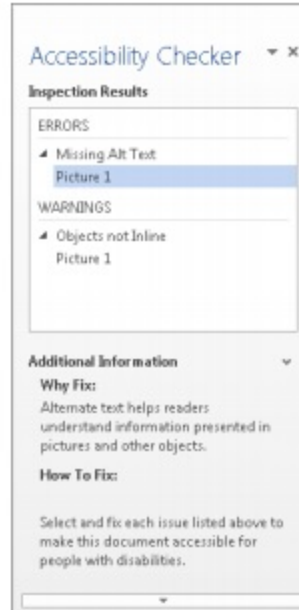 Accessibility Checker
Inspection Results
ERRORS
Missing Alt Text
Picture 1
WARNINGS
Objects not Inline
Picture 1
Additional Information
Why Fix:
Alternate text helps readers
understand information presented in
pictures and other objects.
How To Fix:
Select and fix each issue listed above to
make this document accessible for
people with disabilities.